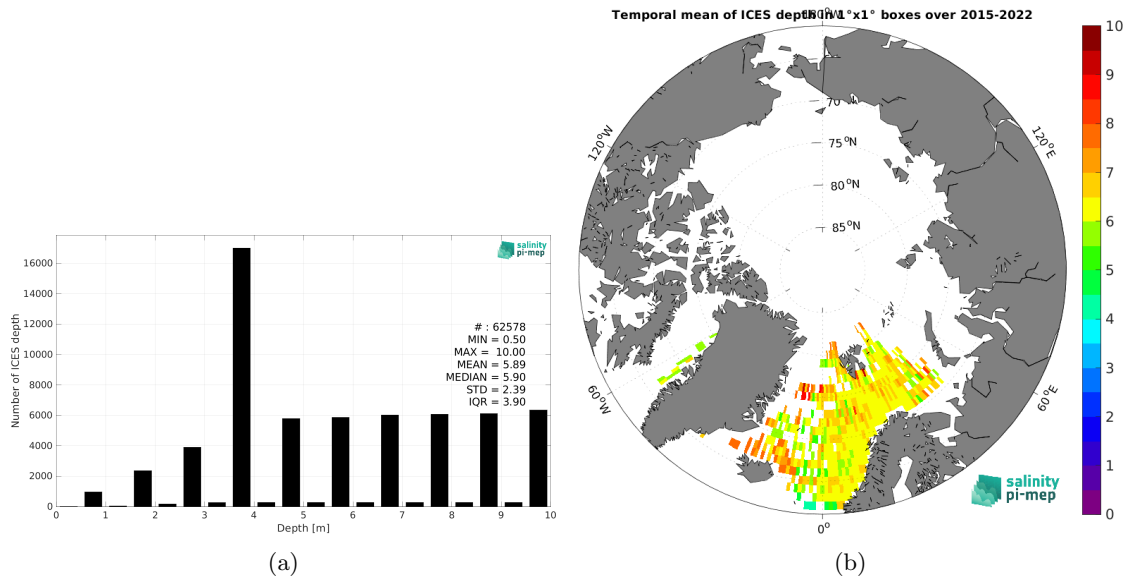 salinity
pi-mep
# : 62578
MIN = 0.50
MAX = 10.00
MEAN = 5.89
MEDIAN = 5.90
STD = 2.39
IQR = 3.90
Number of ICES depth
16000
14000
12000
10000
8000
6000
4000
2000
0
0 1 2 3 4 5 6 7 8 9 10
Depth [m]
(a)
Temporal mean of ICES depth in 1°x1° boxes over 2015-2022
180°W
120°W
120°E
60°W
60°E
0°
70°N
75°N
80°N
85°N
10
9
8
7
6
5
4
3
2
1
0
salinity
pi-mep
(b)